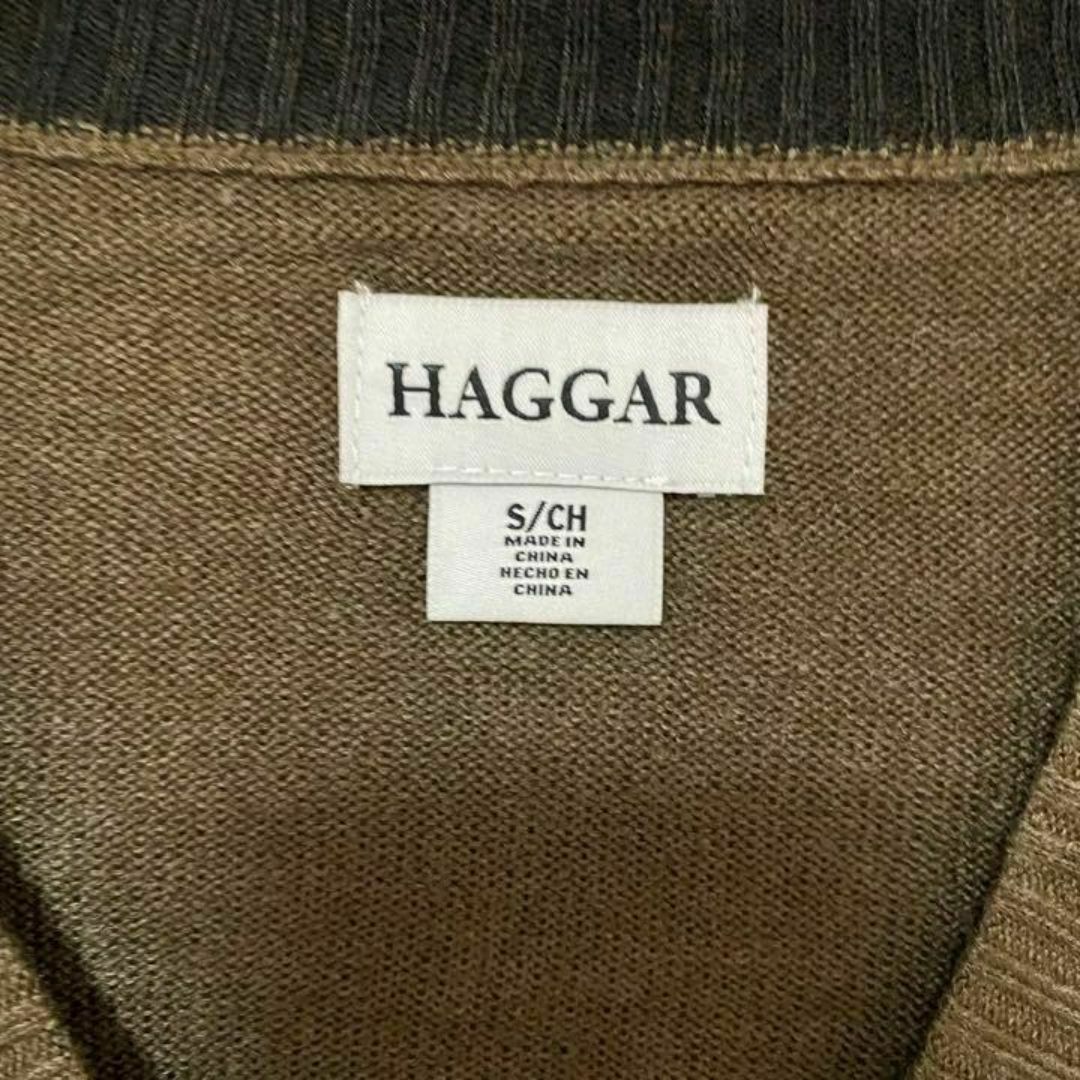 HAGGAR
S/CH
MADE IN
CHINA
HECHO EN
CHINA